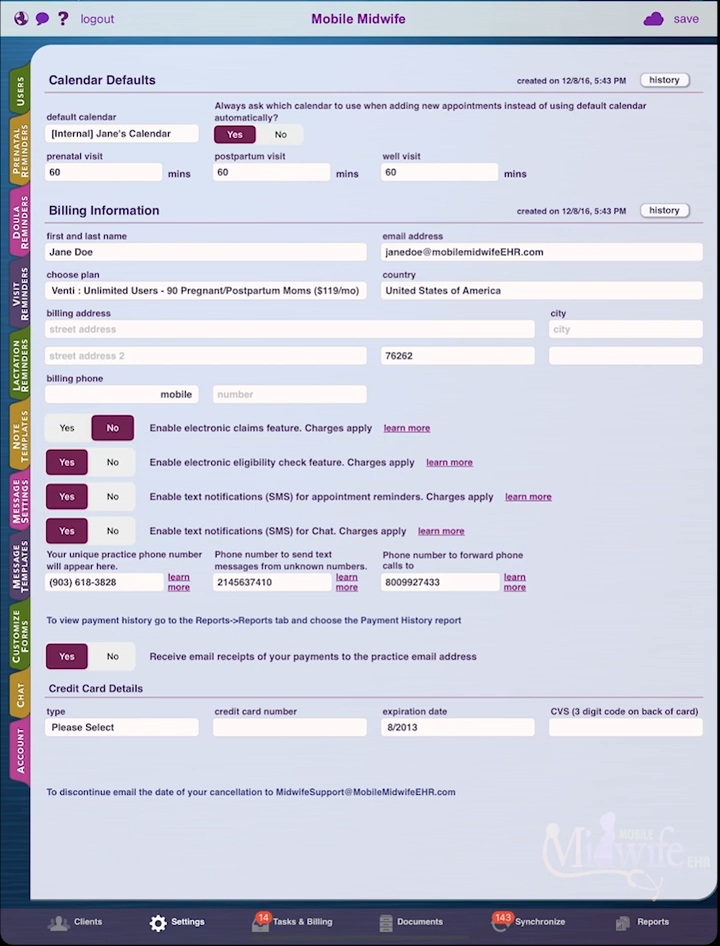 ? logout
Mobile Midwife
save
USERS
PRENATAL REMINDERS
DOULA REMINDERS
VISIT REMINDERS
LACTATION REMINDERS
NOTE TEMPLATES
MESSAGE SETTINGS
MESSAGE TEMPLATES
CUSTOMIZE FORMS
CHAT
ACCOUNT
Calendar Defaults
created on 12/8/16, 5:43 PM
history
default calendar
[Internal] Jane's Calendar
Always ask which calendar to use when adding new appointments instead of using default calendar
automatically?
Yes No
prenatal visit postpartum visit well visit
60 mins 60 mins 60 mins
Billing Information
created on 12/8/16, 5:43 PM
history
first and last name email address
Jane Doe janedoe@mobilemidwifeEHR.com
choose plan country
Venti : Unlimited Users - 90 Pregnant/Postpartum Moms ($119/mo) United States of America
billing address city
street address city
street address 2 76262
billing phone
mobile number
Yes No Enable electronic claims feature. Charges apply learn more
Yes No Enable electronic eligibility check feature. Charges apply learn more
Yes No Enable text notifications (SMS) for appointment reminders. Charges apply learn more
Yes No Enable text notifications (SMS) for Chat. Charges apply learn more
Your unique practice phone number
will appear here.
(903) 618-3828 learn
more
Phone number to send text
messages from unknown numbers.
2145637410 learn
more
Phone number to forward phone
calls to
8009927433 learn
more
To view payment history go to the Reports->Reports tab and choose the Payment History report
Yes No Receive email receipts of your payments to the practice email address
Credit Card Details
type credit card number expiration date CVS (3 digit code on back of card)
Please Select 8/2013
To discontinue email the date of your cancellation to MidwifeSupport@MobileMidwifeEHR.com
MOBILE
Midwife
EHR
Clients Settings 14 Tasks & Billing Documents 143 Synchronize Reports